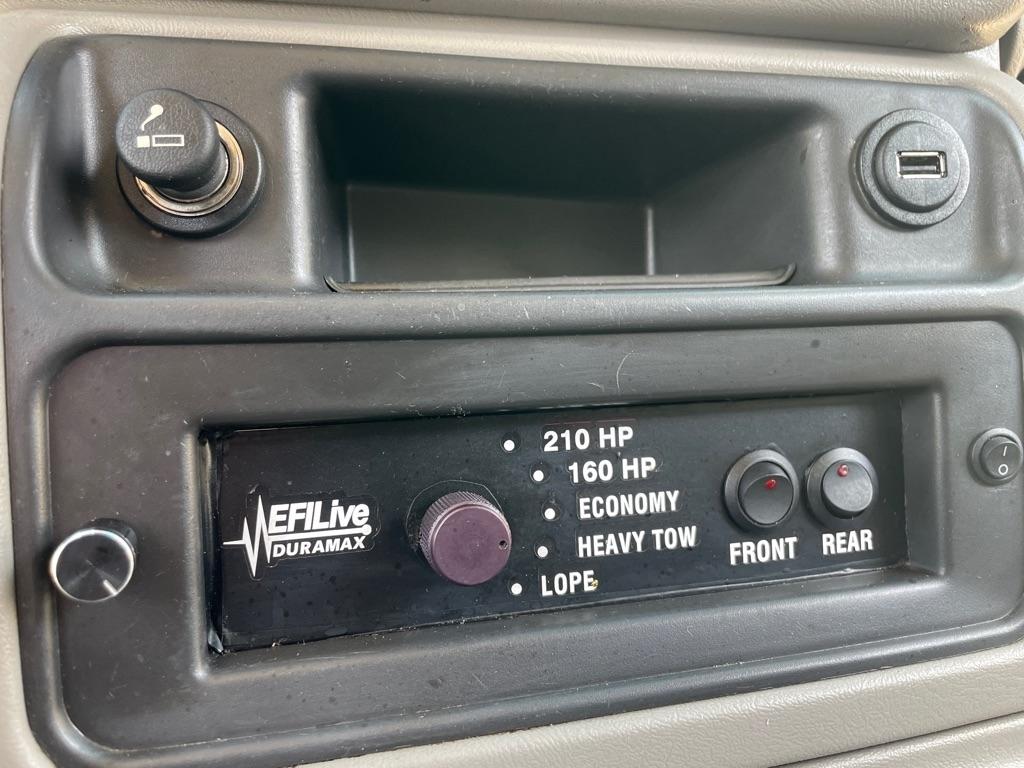 210 HP
160 HP
ECONOMY
HEAVY TOW
LOPE
EFILive
DURAMAX
FRONT
REAR
I
O